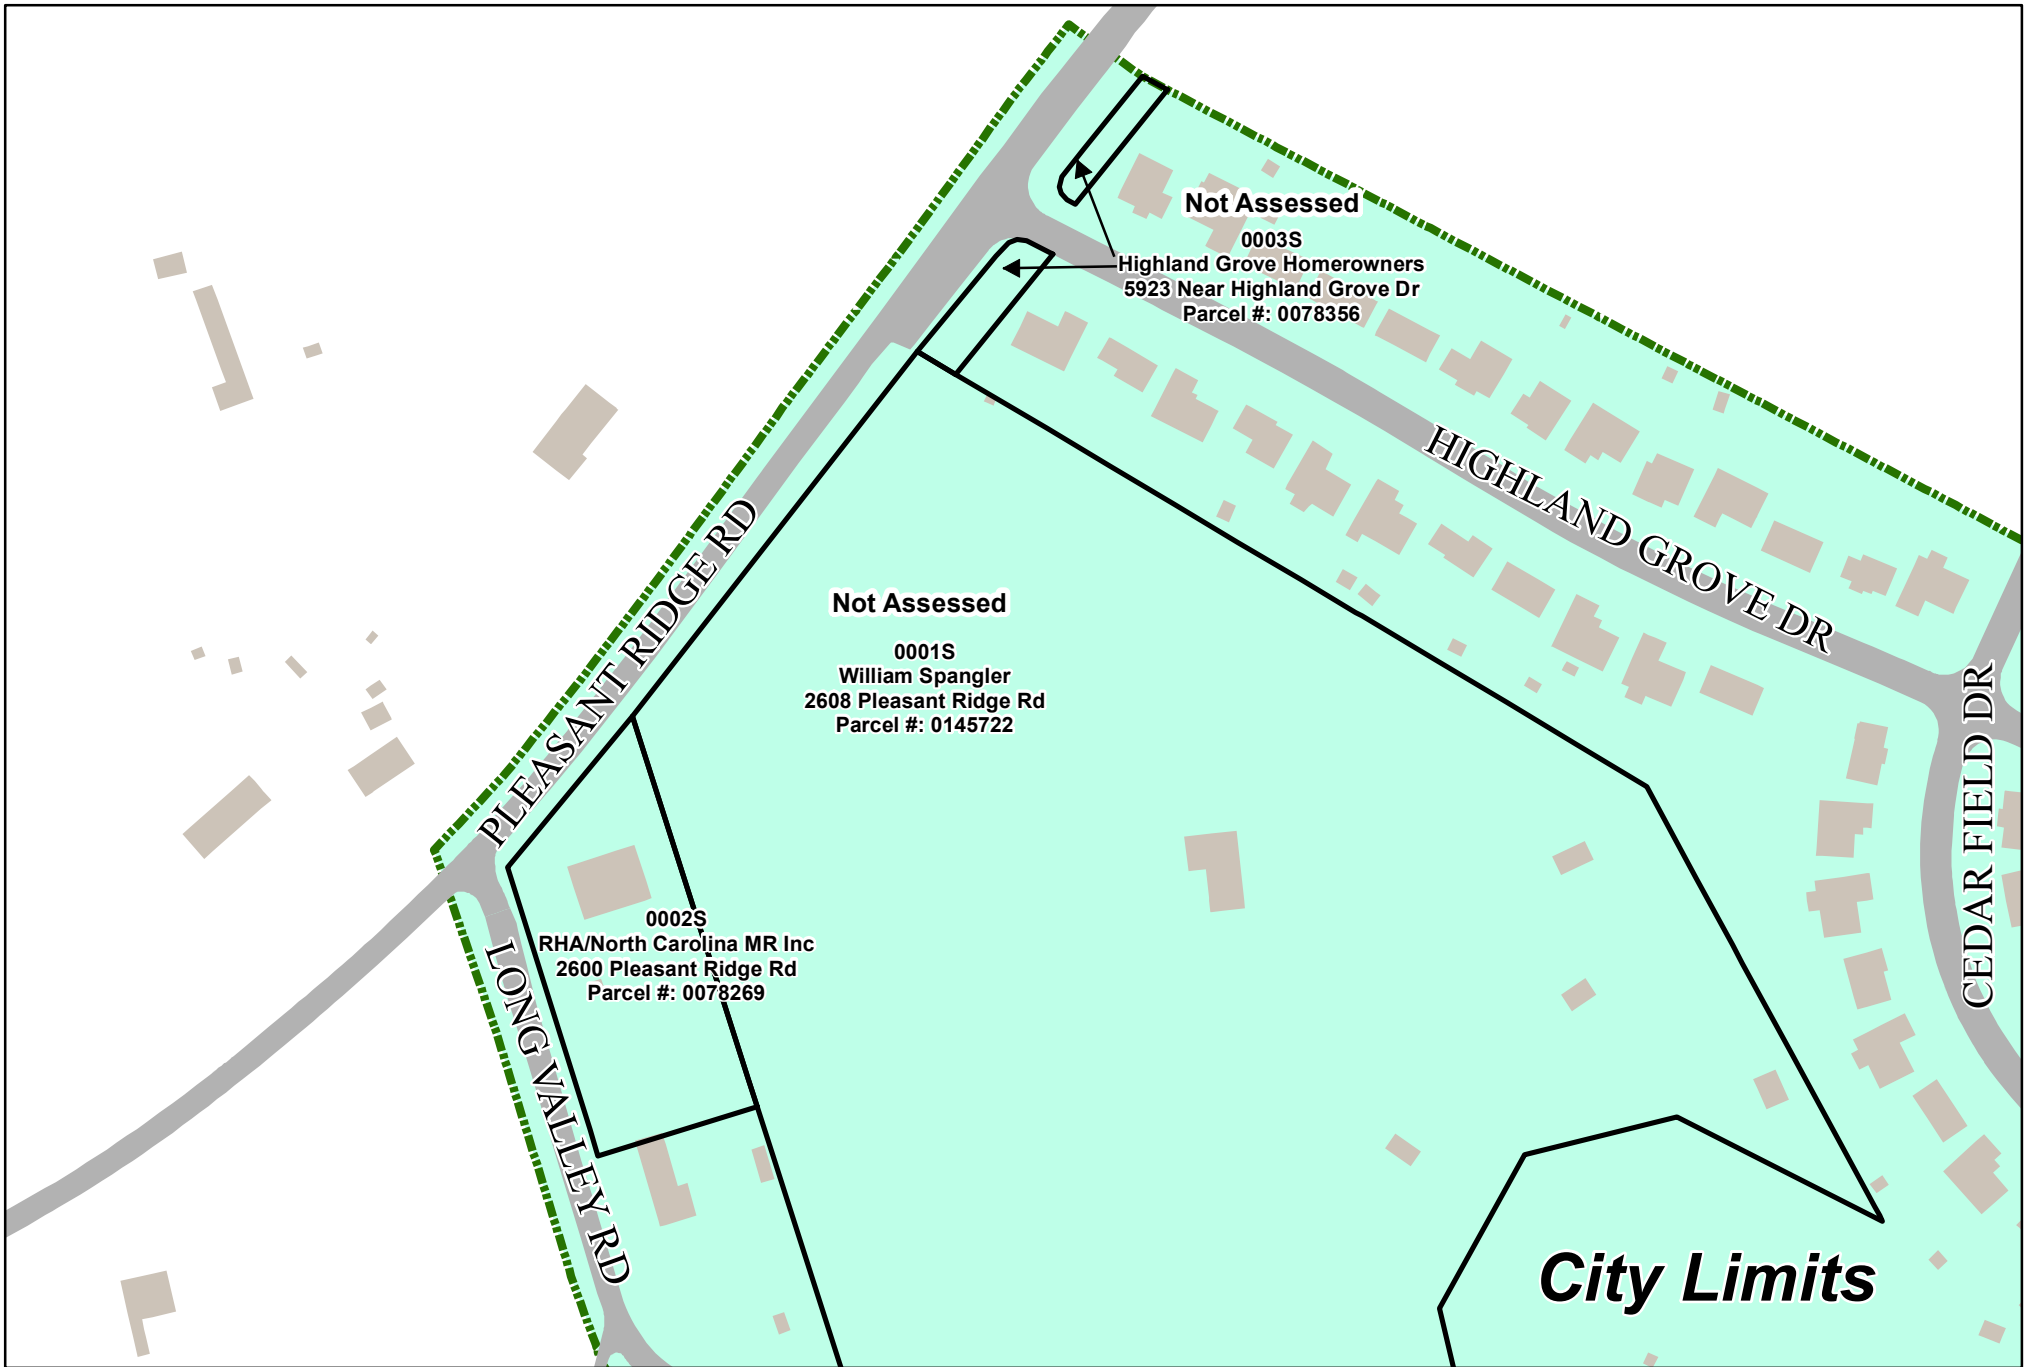 Not Assessed
0003S
Highland Grove Homerowners
5923 Near Highland Grove Dr
Parcel #: 0078356
HIGHLAND GROVE DR
PLEASANT RIDGE RD
Not Assessed
0001S
William Spangler
2608 Pleasant Ridge Rd
Parcel #: 0145722
CEDAR FIELD DR
0002S
RHA/North Carolina MR Inc
2600 Pleasant Ridge Rd
Parcel #: 0078269
LONG VALLEY RD
City Limits